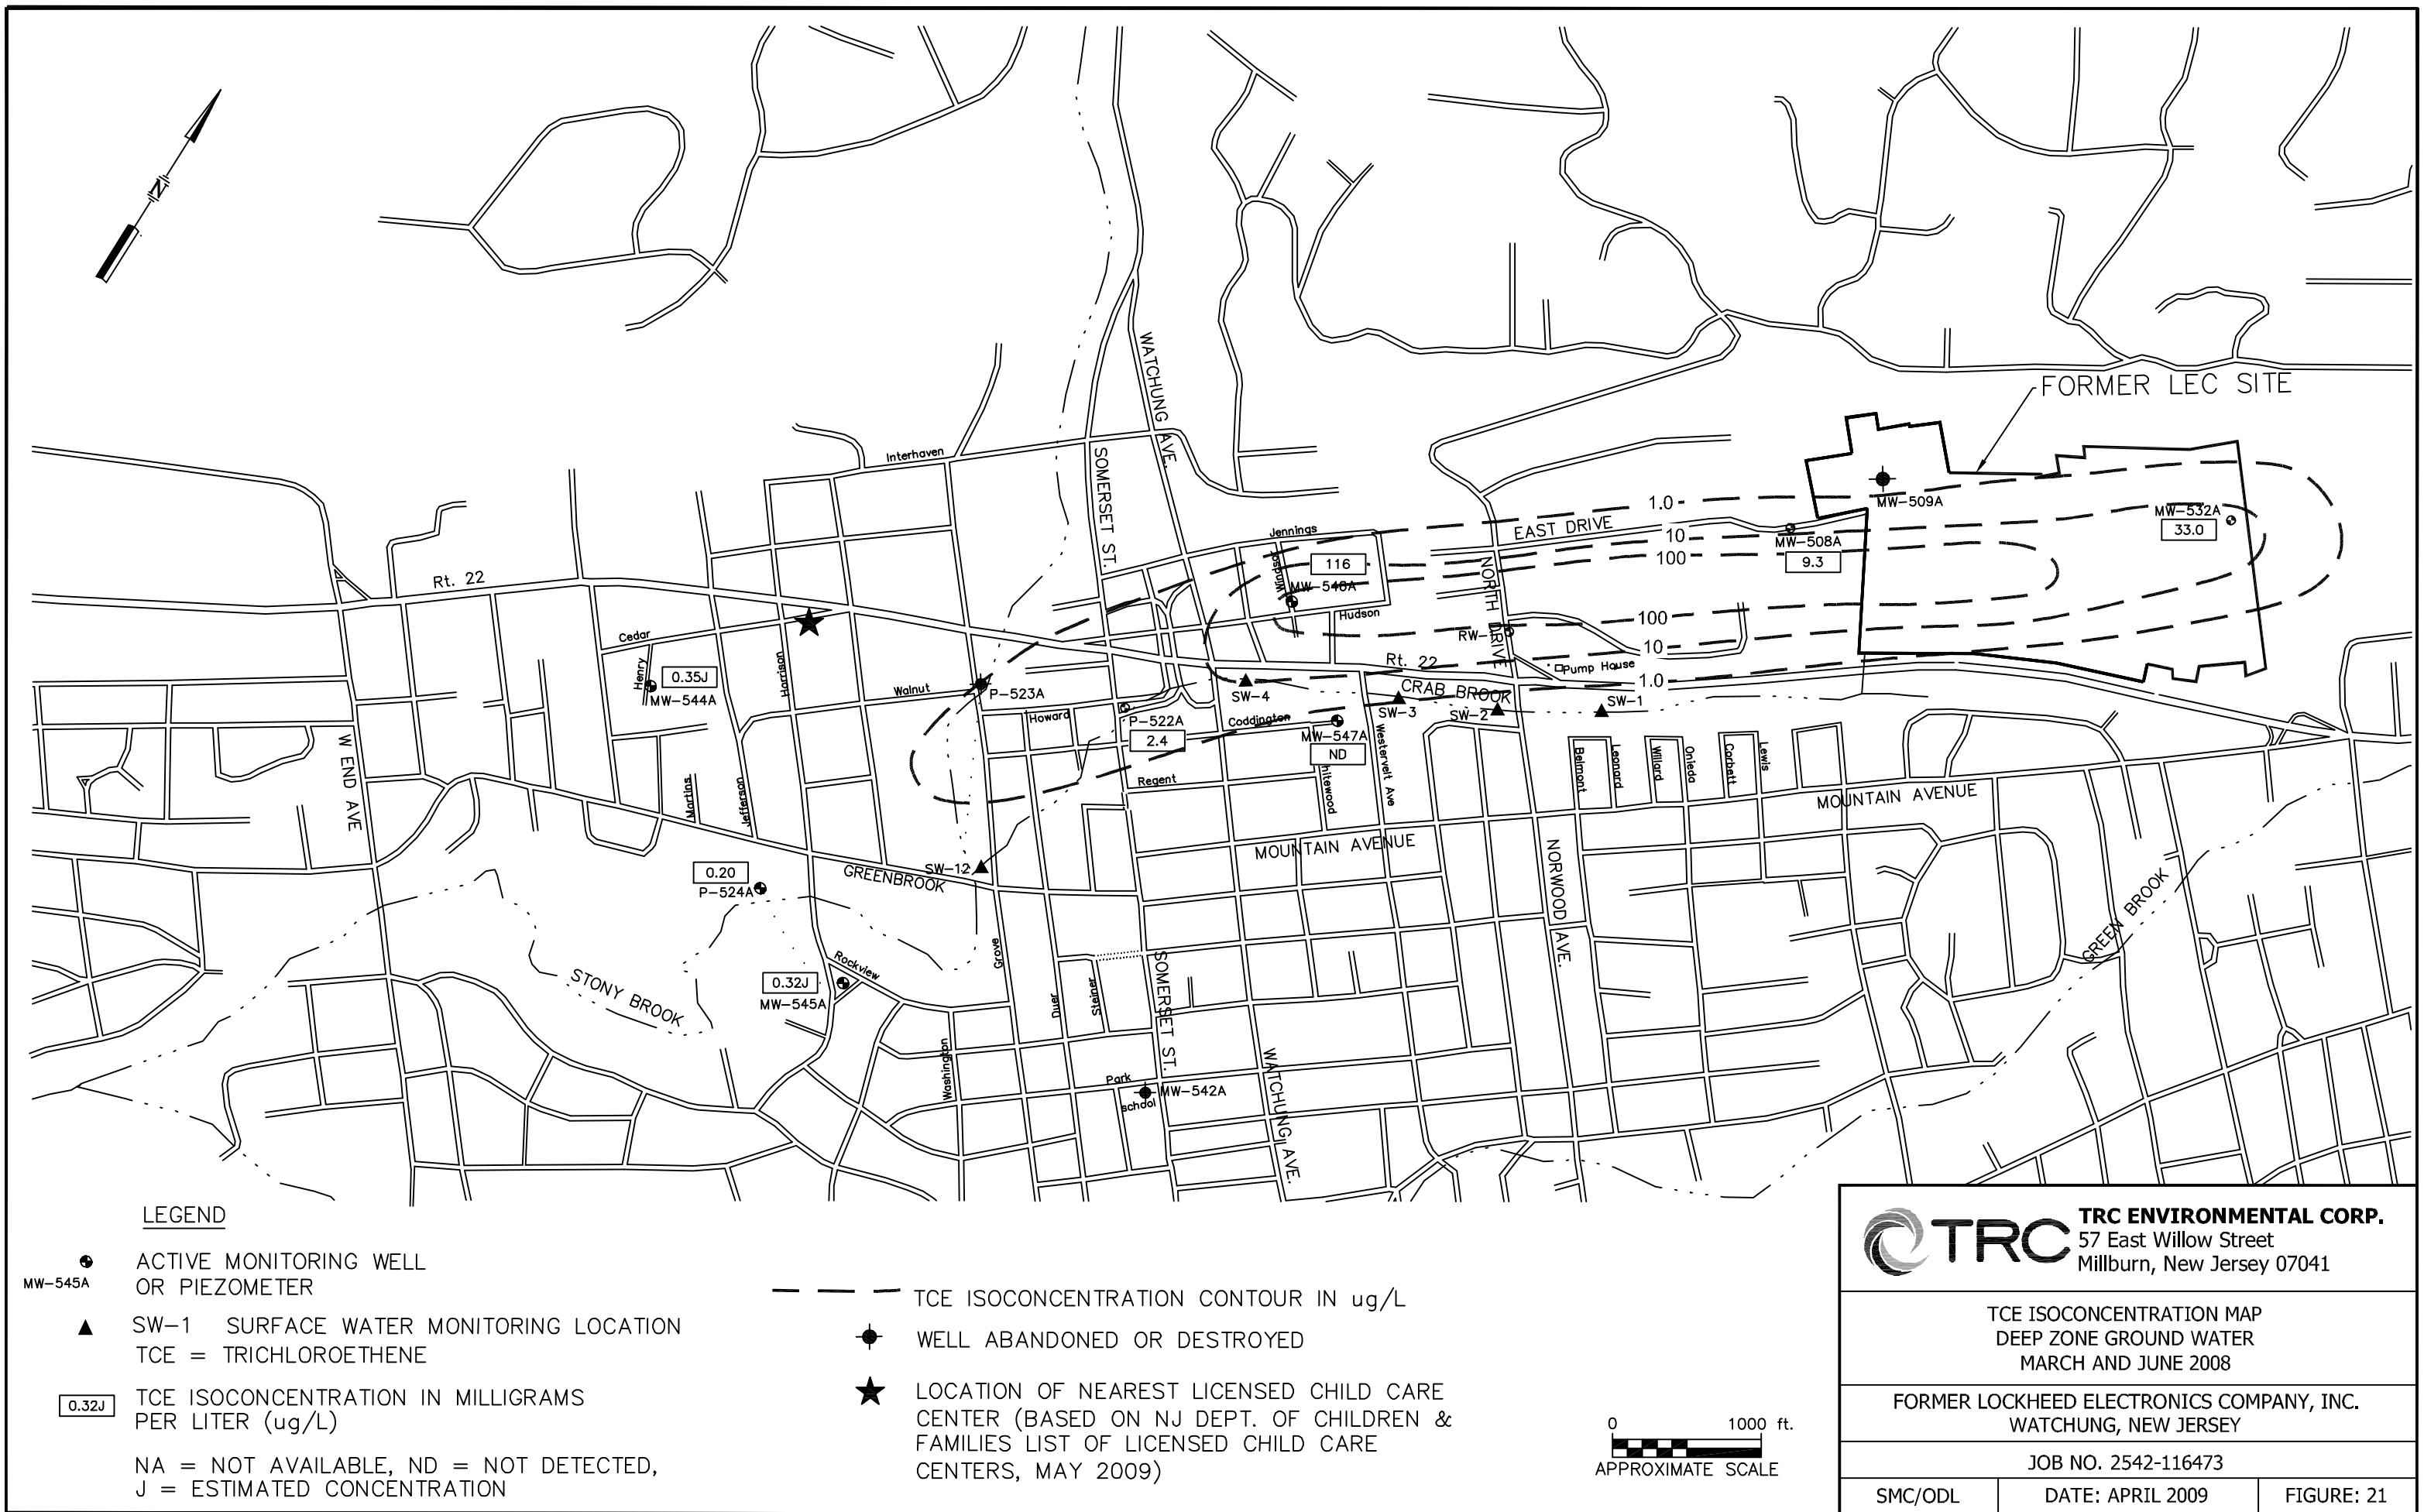 N
WATCHUNG AVE.
FORMER LEC SITE
Interhaven
SOMERSET ST.
1.0
MW-509A
EAST DRIVE
MW-532A
33.0
Jennings
10
MW-508A
9.3
100
116
Windsor
MW-546A
Rt. 22
Hudson
NORTH DRIVE
100
RW-1
10
Cedar
Pump House
Rt. 22
1.0
Henry
0.35J
MW-544A
Harrison
Walnut
P-523A
SW-4
CRAB BROOK
SW-3
SW-2
SW-1
Howard
P-522A
2.4
Coddington
MW-547A
ND
Westervelt Ave
W END AVE
Regent
hitewood
Belmont
Leonard
Willard
Onieda
Corbett
Lewis
MOUNTAIN AVENUE
Martins
Jefferson
MOUNTAIN AVENUE
0.20
P-524A
GREENBROOK
SW-12
NORWOOD AVE.
GREEN BROOK
STONY BROOK
Rockview
0.32J
MW-545A
Grove
Duer
Steiner
SOMERSET ST.
Washington
Park
school
MW-542A
WATCHUNG AVE.
LEGEND
MW-545A
ACTIVE MONITORING WELL
OR PIEZOMETER
SW-1 SURFACE WATER MONITORING LOCATION
TCE = TRICHLOROETHENE
0.32J
TCE ISOCONCENTRATION IN MILLIGRAMS
PER LITER (ug/L)
NA = NOT AVAILABLE, ND = NOT DETECTED,
J = ESTIMATED CONCENTRATION
TCE ISOCONCENTRATION CONTOUR IN ug/L
WELL ABANDONED OR DESTROYED
LOCATION OF NEAREST LICENSED CHILD CARE
CENTER (BASED ON NJ DEPT. OF CHILDREN &
FAMILIES LIST OF LICENSED CHILD CARE
CENTERS, MAY 2009)
0 1000 ft.
APPROXIMATE SCALE
TRC
TRC ENVIRONMENTAL CORP.
57 East Willow Street
Millburn, New Jersey 07041
TCE ISOCONCENTRATION MAP
DEEP ZONE GROUND WATER
MARCH AND JUNE 2008
FORMER LOCKHEED ELECTRONICS COMPANY, INC.
WATCHUNG, NEW JERSEY
JOB NO. 2542-116473
SMC/ODL
DATE: APRIL 2009
FIGURE: 21